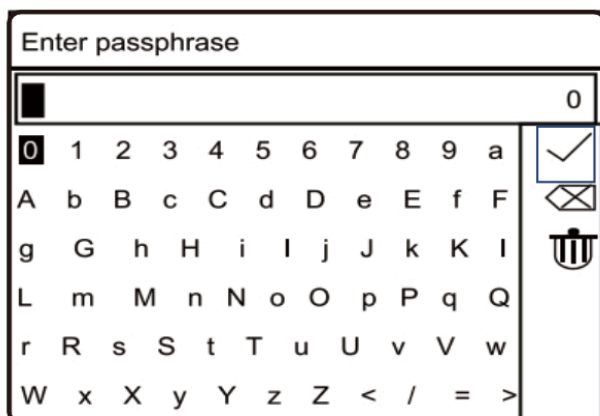 Enter passphrase
0
0 1 2 3 4 5 6 7 8 9 a
A b B c C d D e E f F
g G h H i I j J k K l
L m M n N o O p P q Q
r R s S t T u U v V w
W x X y Y z Z < / = >